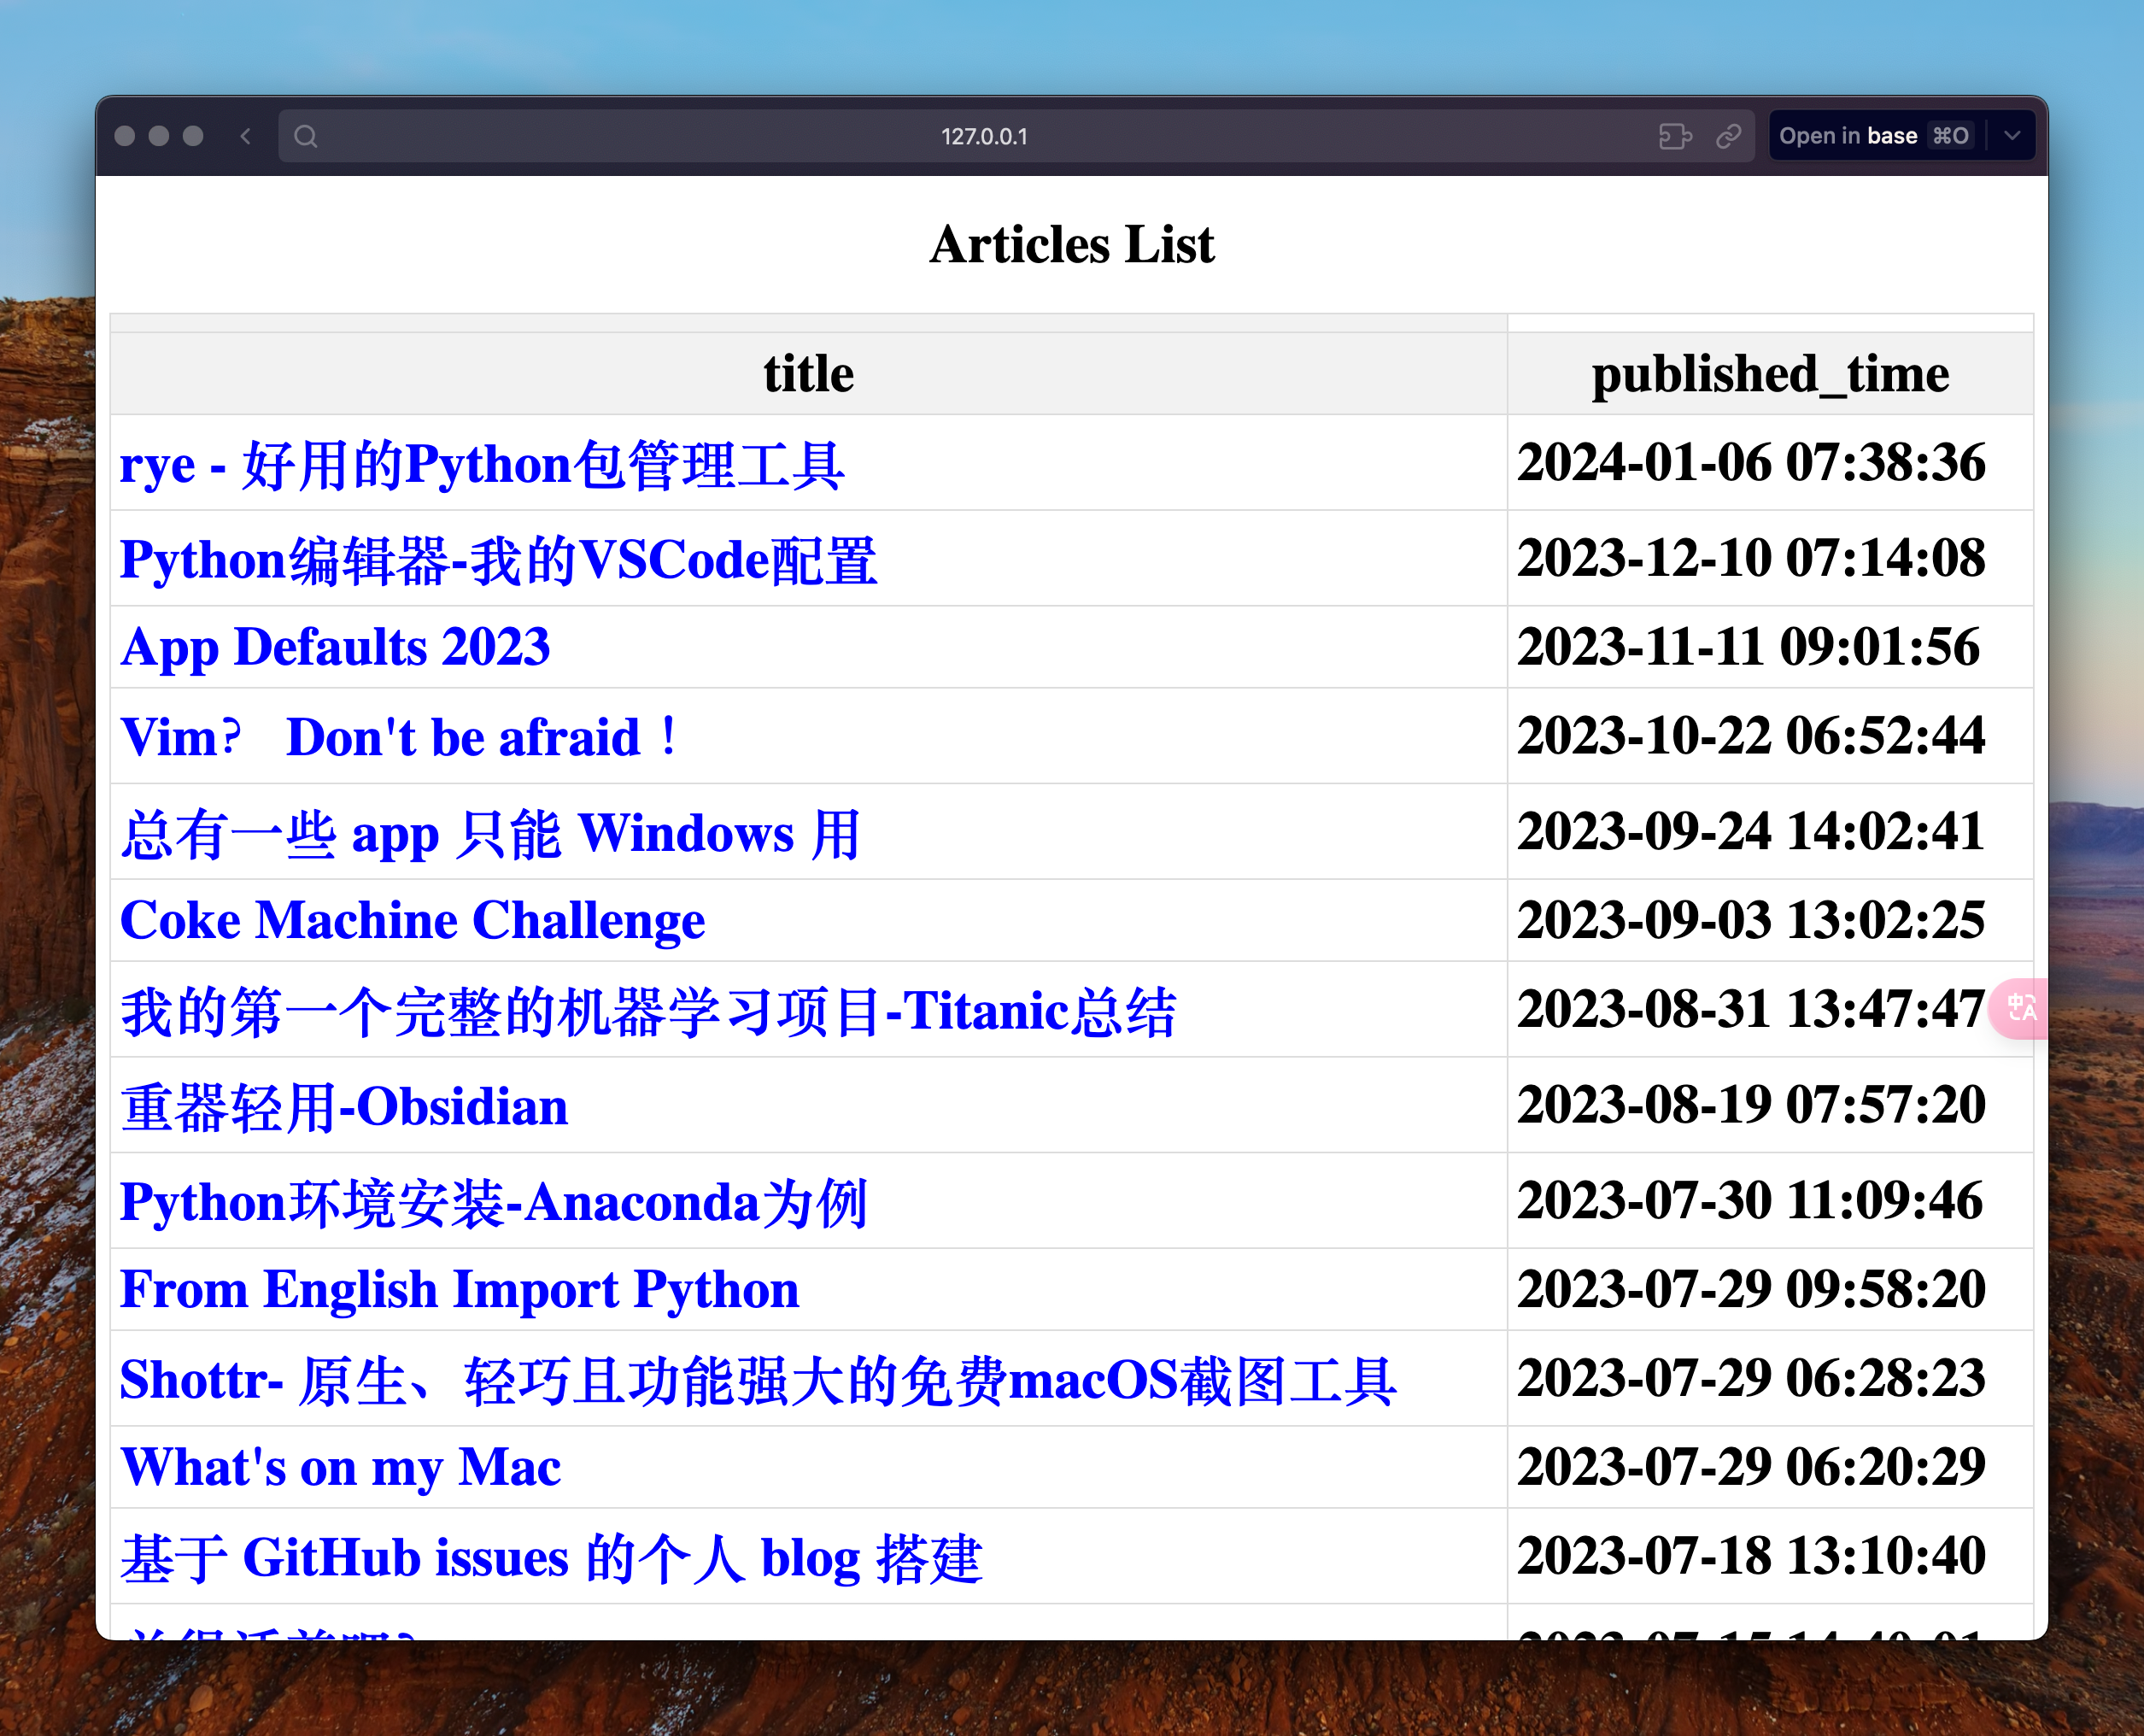 127.0.0.1
Open in base ⌘O
Articles List
title published_time
rye - 好用的Python包管理工具 2024-01-06 07:38:36
Python编辑器-我的VSCode配置 2023-12-10 07:14:08
App Defaults 2023 2023-11-11 09:01:56
Vim？ Don't be afraid！ 2023-10-22 06:52:44
总有一些 app 只能 Windows 用 2023-09-24 14:02:41
Coke Machine Challenge 2023-09-03 13:02:25
我的第一个完整的机器学习项目-Titanic总结 2023-08-31 13:47:47
重器轻用-Obsidian 2023-08-19 07:57:20
Python环境安装-Anaconda为例 2023-07-30 11:09:46
From English Import Python 2023-07-29 09:58:20
Shottr- 原生、轻巧且功能强大的免费macOS截图工具 2023-07-29 06:28:23
What's on my Mac 2023-07-29 06:20:29
基于 GitHub issues 的个人 blog 搭建 2023-07-18 13:10:40